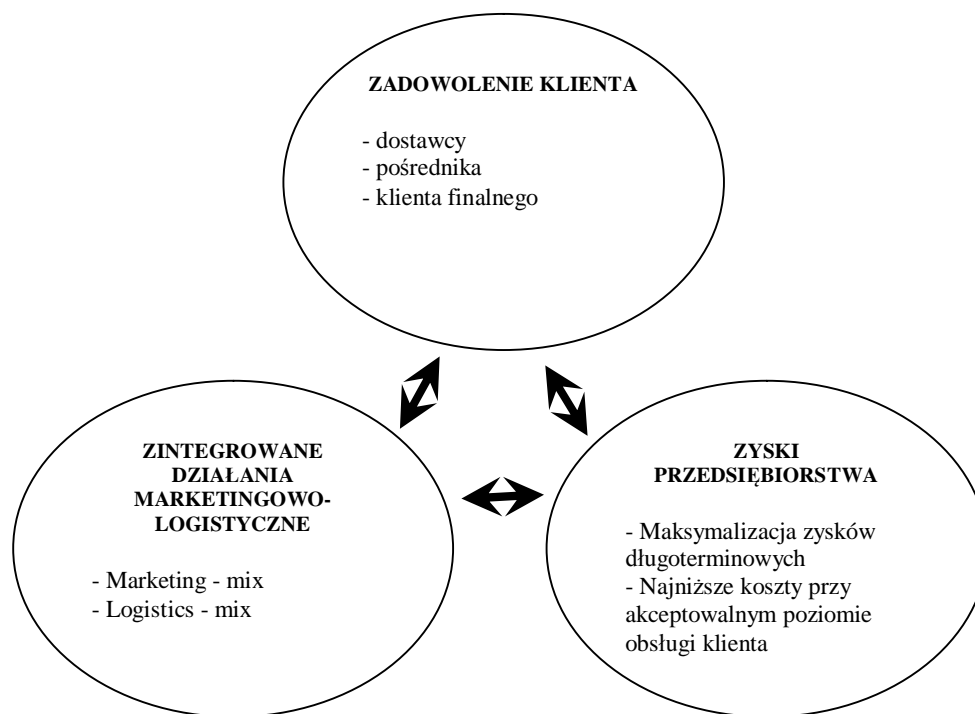 ZADOWOLENIE KLIENTA
- dostawcy
- pośrednika
- klienta finalnego
ZINTEGROWANE
DZIAŁANIA
MARKETINGOWO-
LOGISTYCZNE
- Marketing - mix
- Logistics - mix
ZYSKI
PRZEDSIĘBIORSTWA
- Maksymalizacja zysków
długoterminowych
- Najniższe koszty przy
akceptowalnym poziomie
obsługi klienta